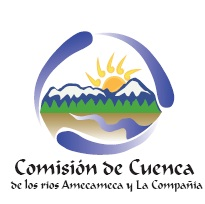 Comisión de Cuenca
de los ríos Amecameca y La Compañía